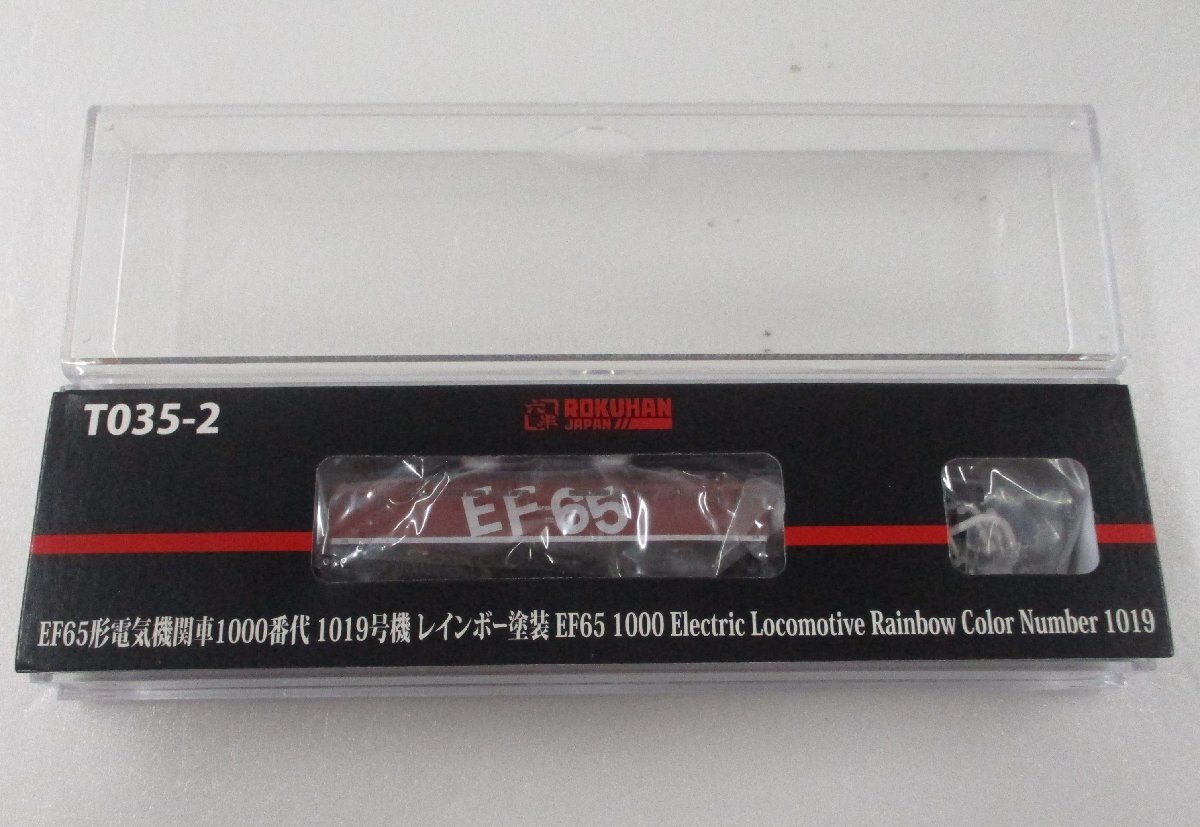 T035-2
六半 ROKUHAN
JAPAN
EF65
EF65形電気機関車1000番代 1019号機 レインボー塗装 EF65 1000 Electric Locomotive Rainbow Color Number 1019